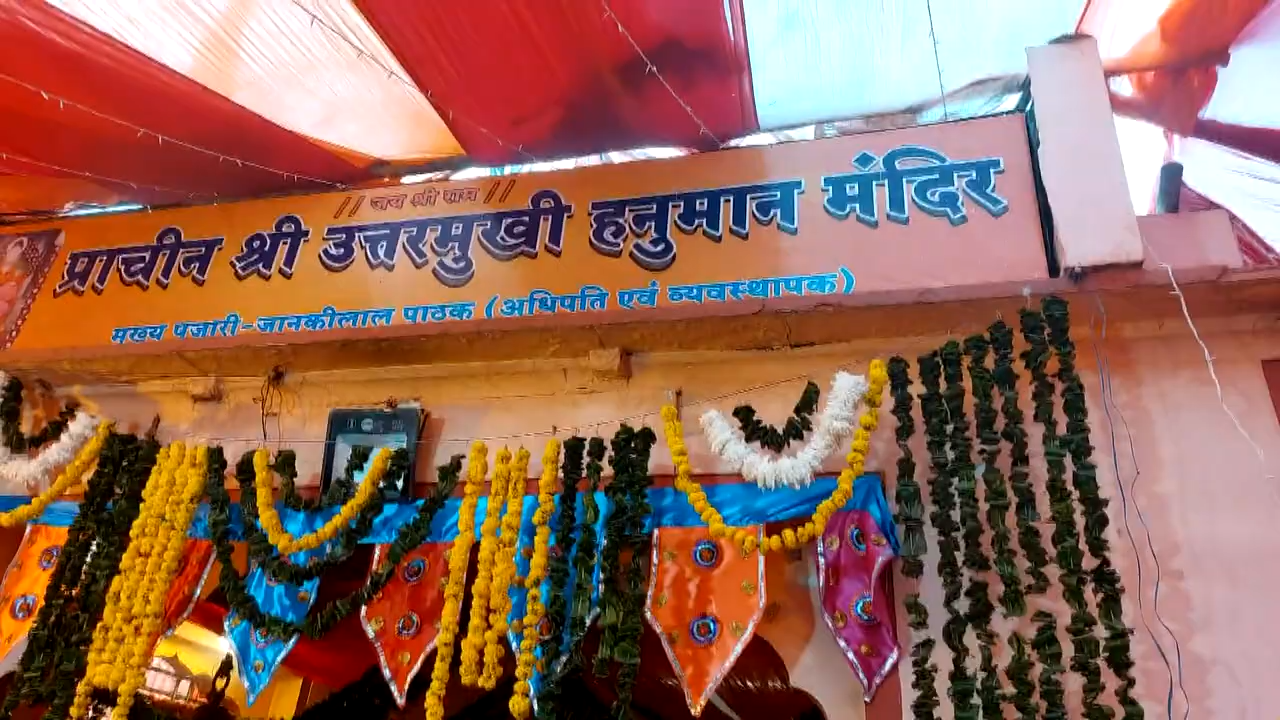 // जय श्री राम //
प्राचीन श्री उत्तरमुखी हनुमान मंदिर
मुख्य पुजारी-जानकीलाल पाठक (अधिपति एवं व्यवस्थापक)